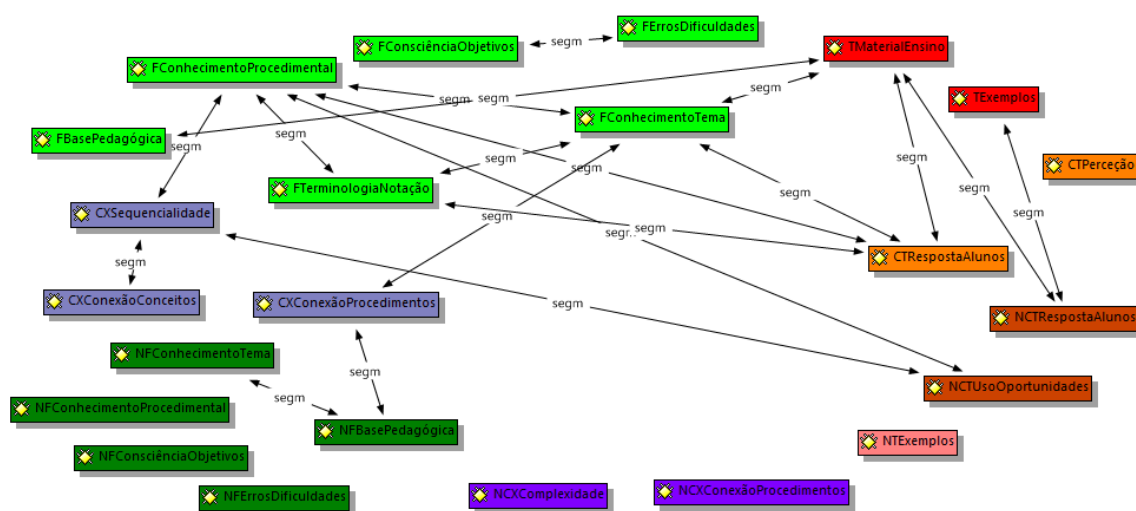 FErrosDificuldades
segm
FConsciênciaObjetivos
TMaterialEnsino
FConhecimentoProcedimental
segm
segm
segm
TExemplos
FConhecimentoTema
FBasePedagógica
segm
segm
segm
CTPerceção
segm
FTerminologiaNotação
segm
segm
segm
CXSequencialidade
segm
segm
segm
CTRespostaAlunos
segm
CXConexãoConceitos
CXConexãoProcedimentos
segm
NCTRespostaAlunos
NFConhecimentoTema
segm
NCTUsoOportunidades
segm
NFConhecimentoProcedimental
NFBasePedagógica
NTExemplos
NFConsciênciaObjetivos
NFErrosDificuldades
NCXComplexidade
NCXConexãoProcedimentos